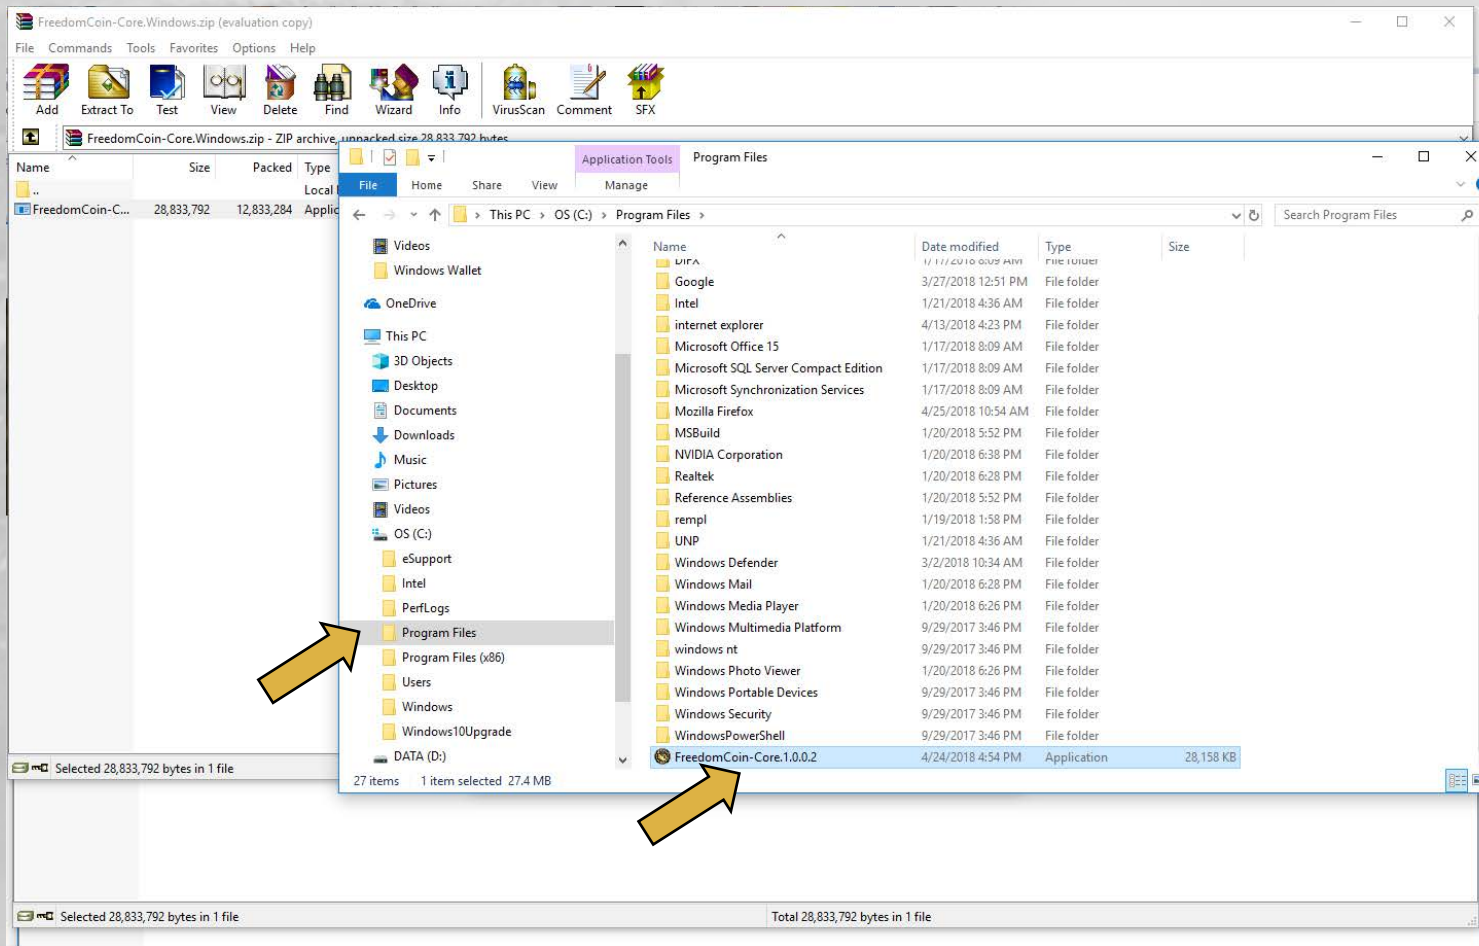 FreedomCoin-Core.Windows.zip (evaluation copy)
File Commands Tools Favorites Options Help
Add Extract To Test View Delete Find Wizard Info VirusScan Comment SFX
FreedomCoin-Core.Windows.zip - ZIP archive, unpacked size 28,833,792 bytes
Name Size Packed Type
.. Local
FreedomCoin-C... 28,833,792 12,833,284 Applic
Selected 28,833,792 bytes in 1 file
Application Tools Program Files
File Home Share View Manage
This PC > OS (C:) > Program Files >
Search Program Files
Videos
Windows Wallet
OneDrive
This PC
3D Objects
Desktop
Documents
Downloads
Music
Pictures
Videos
OS (C:)
eSupport
Intel
PerfLogs
Program Files
Program Files (x86)
Users
Windows
Windows10Upgrade
DATA (D:)
Name Date modified Type Size
DIFX 1/17/2018 8:09 AM File folder
Google 3/27/2018 12:51 PM File folder
Intel 1/21/2018 4:36 AM File folder
internet explorer 4/13/2018 4:23 PM File folder
Microsoft Office 15 1/17/2018 8:09 AM File folder
Microsoft SQL Server Compact Edition 1/17/2018 8:09 AM File folder
Microsoft Synchronization Services 1/17/2018 8:09 AM File folder
Mozilla Firefox 4/25/2018 10:54 AM File folder
MSBuild 1/20/2018 5:52 PM File folder
NVIDIA Corporation 1/20/2018 6:38 PM File folder
Realtek 1/20/2018 6:28 PM File folder
Reference Assemblies 1/20/2018 5:52 PM File folder
rempl 1/19/2018 1:58 PM File folder
UNP 1/21/2018 4:36 AM File folder
Windows Defender 3/2/2018 10:34 AM File folder
Windows Mail 1/20/2018 6:28 PM File folder
Windows Media Player 1/20/2018 6:26 PM File folder
Windows Multimedia Platform 9/29/2017 3:46 PM File folder
windows nt 9/29/2017 3:46 PM File folder
Windows Photo Viewer 1/20/2018 6:26 PM File folder
Windows Portable Devices 9/29/2017 3:46 PM File folder
Windows Security 9/29/2017 3:46 PM File folder
WindowsPowerShell 9/29/2017 3:46 PM File folder
FreedomCoin-Core.1.0.0.2 4/24/2018 4:54 PM Application 28,158 KB
27 items 1 item selected 27.4 MB
Selected 28,833,792 bytes in 1 file
Total 28,833,792 bytes in 1 file